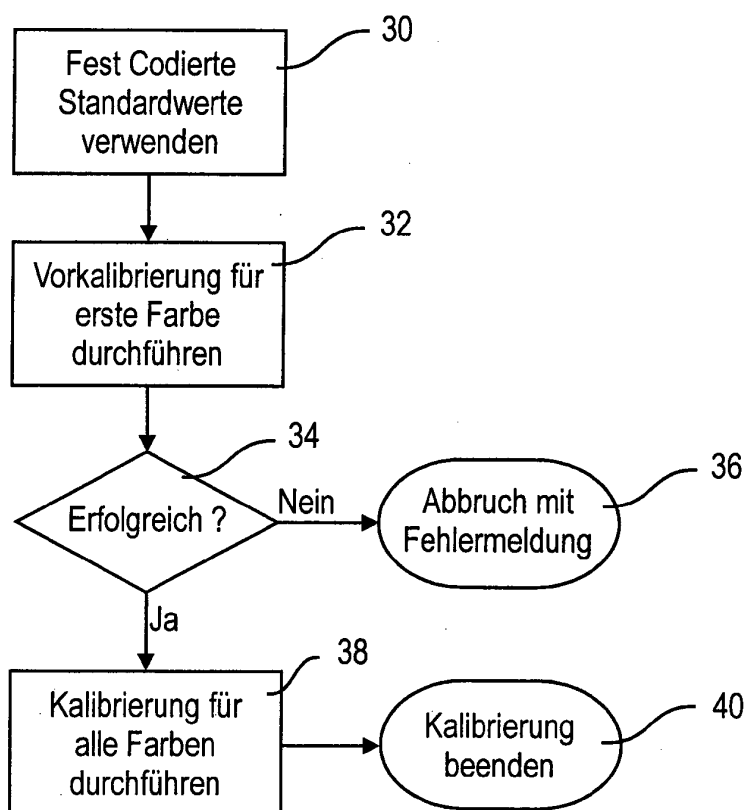 30
Fest Codierte
Standardwerte
verwenden
32
Vorkalibrierung für
erste Farbe
durchführen
34
Erfolgreich ?
Nein
36
Abbruch mit
Fehlermeldung
Ja
38
Kalibrierung für
alle Farben
durchführen
40
Kalibrierung
beenden